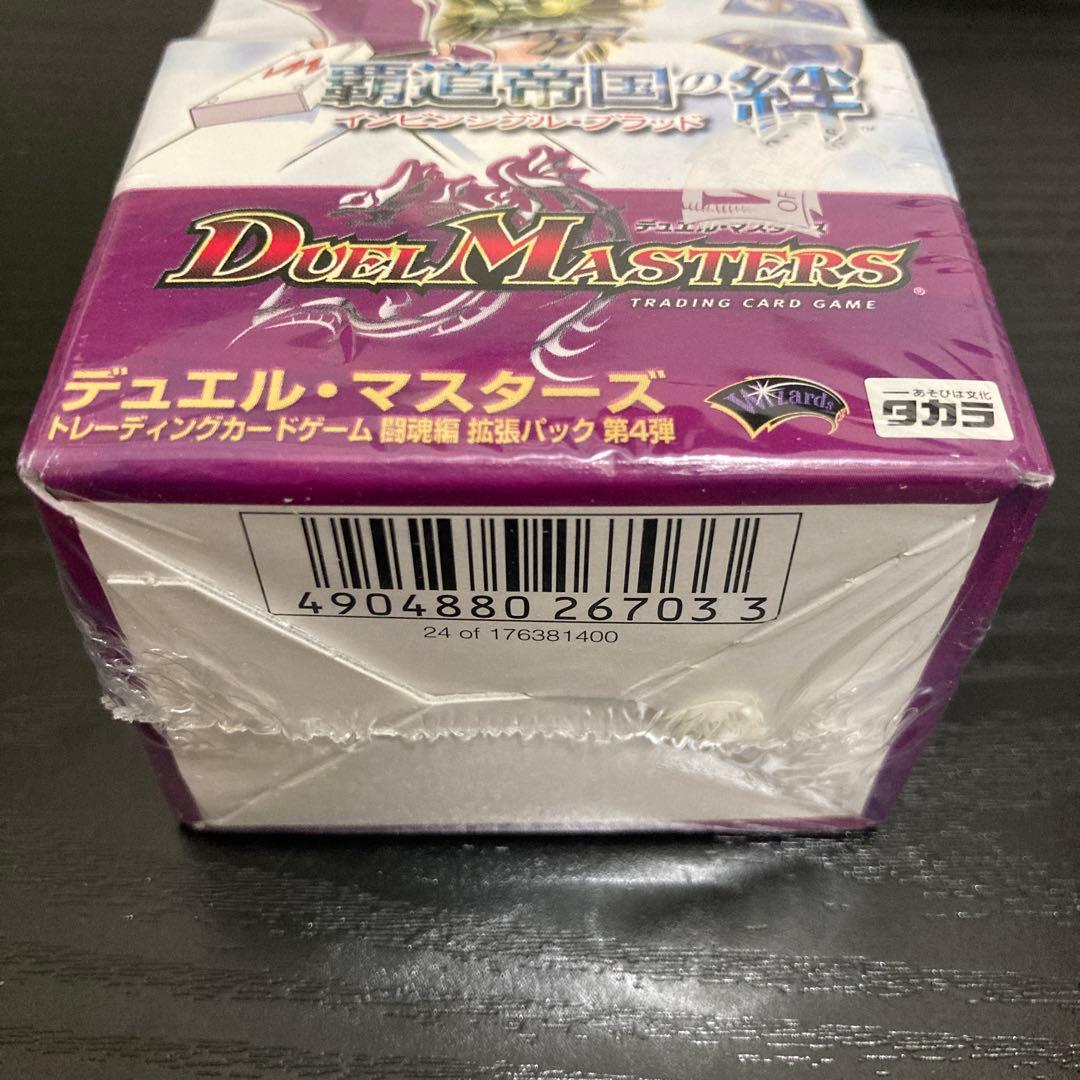 覇道帝国の絆
インビンシブル・ブラッド
™
デュエル・マスターズ
DUEL MASTERS®
TRADING CARD GAME
デュエル・マスターズ
トレーディングカードゲーム 闘魂編 拡張パック 第4弾
Wizards
あそびは文化
タカラ
4904880 267033
24 of 176381400